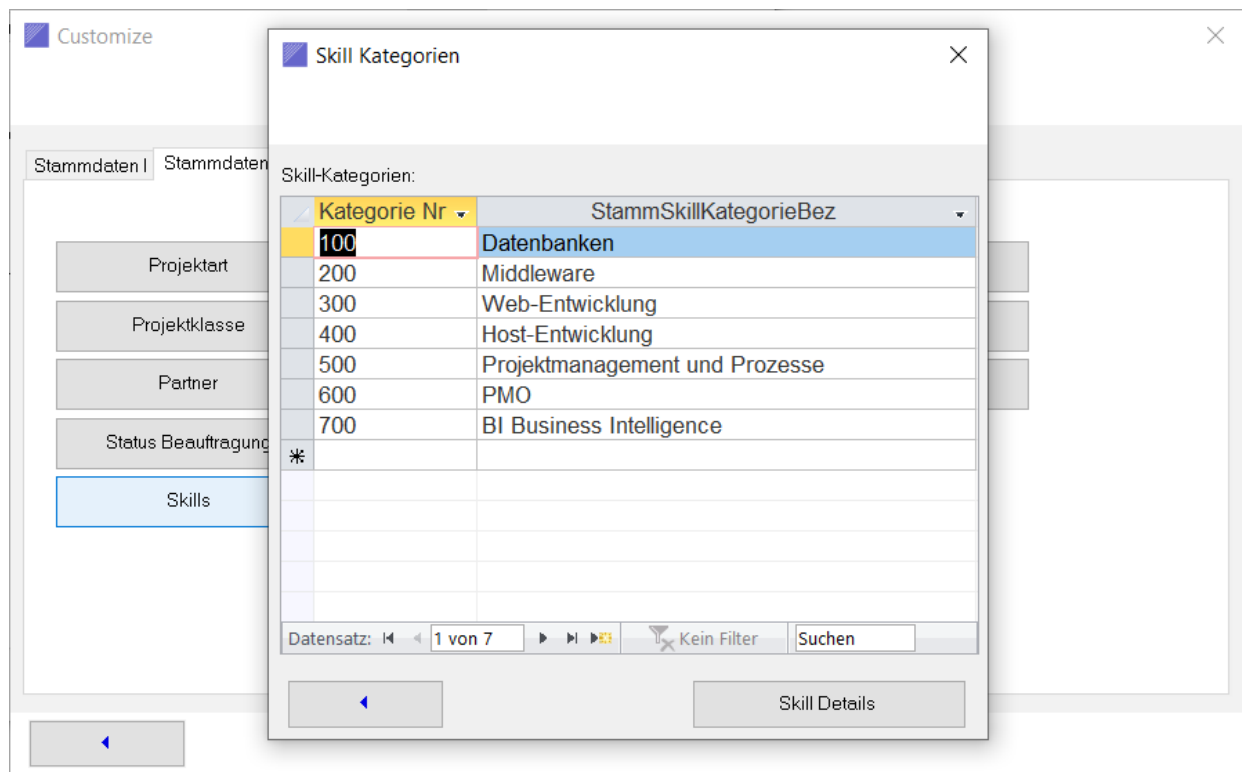 Customize
Skill Kategorien
Stammdaten I Stammdaten
Skill-Kategorien:
Kategorie Nr StammSkillKategorieBez
100 Datenbanken
200 Middleware
300 Web-Entwicklung
400 Host-Entwicklung
500 Projektmanagement und Prozesse
600 PMO
700 BI Business Intelligence
Projektart
Projektklasse
Partner
Status Beauftragung
Skills
Datensatz: 1 von 7 Kein Filter Suchen
Skill Details